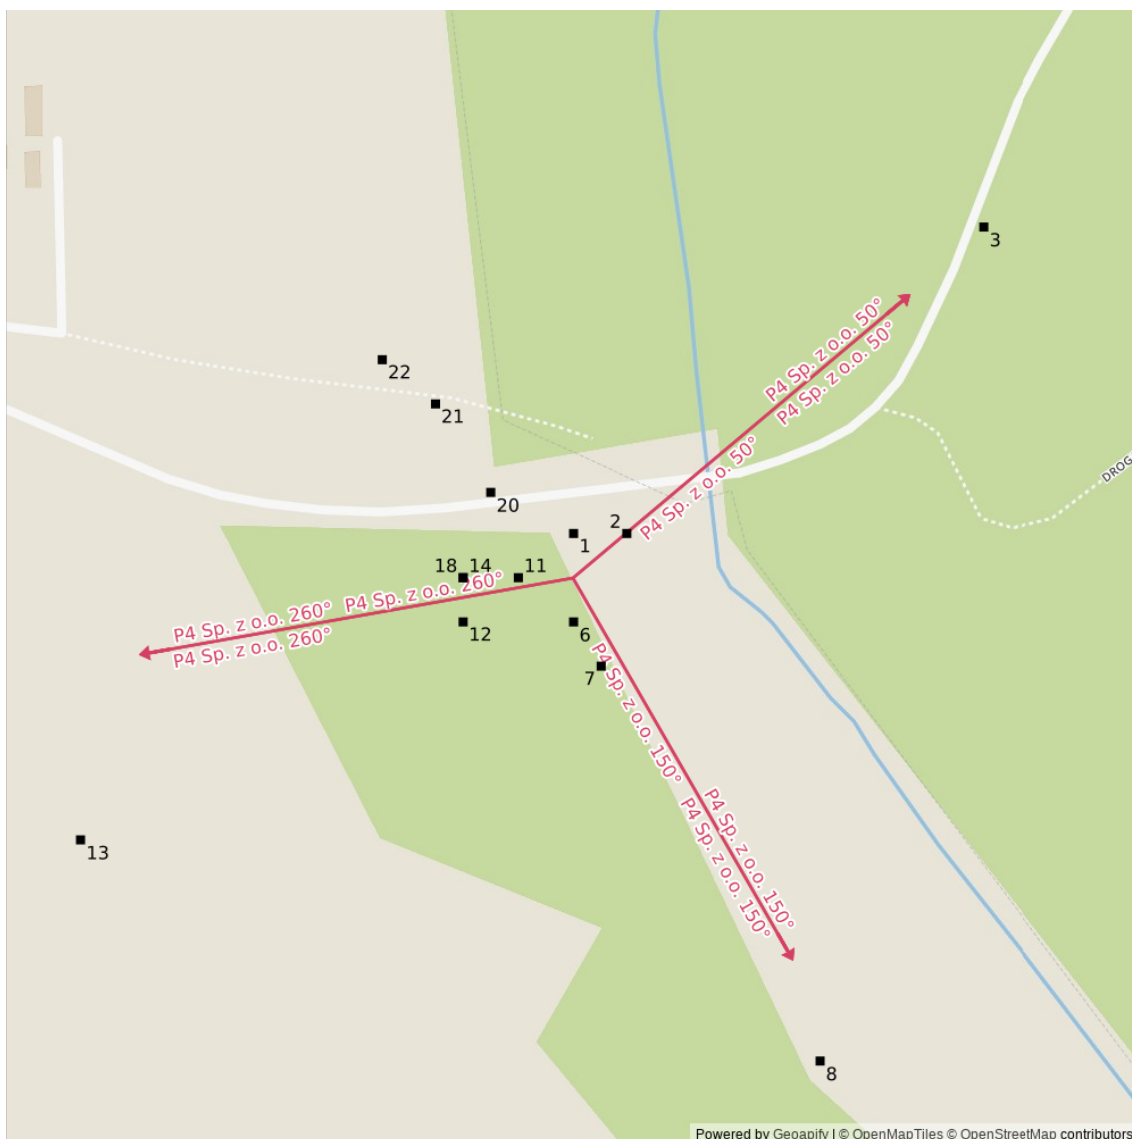 3
P4 Sp. z o.o. 50°
P4 Sp. z o.o. 50°
22
21
DROG
P4 Sp. z o.o. 50°
20
2
1
18 14 11
P4 Sp. z o.o. 260° P4 Sp. z o.o. 260°
P4 Sp. z o.o. 260°
12
6
7
P4 Sp. z o.o. 150°
P4 Sp. z o.o. 150°
P4 Sp. z o.o. 150°
13
8
Powered by Geoapify | © OpenMapTiles © OpenStreetMap contributors